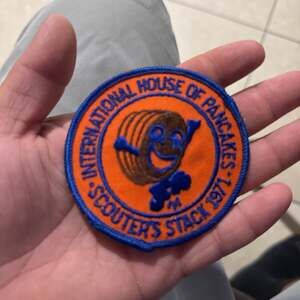 INTERNATIONAL HOUSE OF PANCAKES
SCOUTER'S STACK 1971